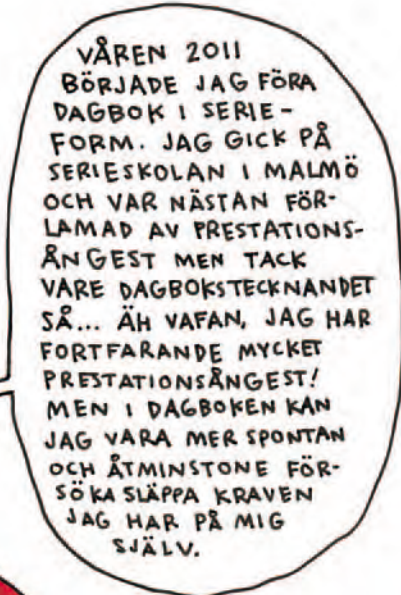 VÅREN 2011
BÖRJADE JAG FÖRA
DAGBOK I SERIE-
FORM. JAG GICK PÅ
SERIESKOLAN I MALMÖ
OCH VAR NÄSTAN FÖR-
LAMAD AV PRESTATIONS-
ÅNGEST MEN TACK
VARE DAGBOKSTECKNANDET
SÅ... ÄH VAFAN, JAG HAR
FORTFARANDE MYCKET
PRESTATIONSÅNGEST!
MEN I DAGBOKEN KAN
JAG VARA MER SPONTAN
OCH ÅTMINSTONE FÖR-
SÖKA SLÄPPA KRAVEN
JAG HAR PÅ MIG
SJÄLV.